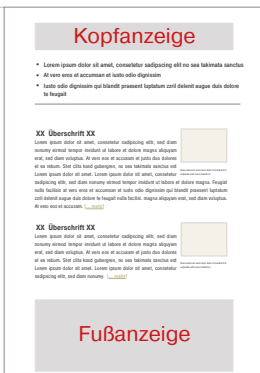 Kopfanzeige
• Lorem ipsum dolor sit amet, consetetur sadipscing elit no sea takimata sanctus
• At vero eros et accumsan et iusto odio dignissim
• Iusto odio dignissim qui blandit praesent luptatum zzril delenit augue duis dolore
te feugait
XX Überschrift XX
Lorem ipsum dolor sit amet, consetetur sadipscing elitr, sed diam
nonumy eirmod tempor invidunt ut labore et dolore magna aliquyam
erat, sed diam voluptua. At vero eos et accusam et justo duo dolores
et ea rebum. Stet clita kasd gubergren, no sea takimata sanctus est
Lorem ipsum dolor sit amet. Lorem ipsum dolor sit amet, consetetur
sadipscing elitr, sed diam nonumy eirmod tempor invidunt ut labore et dolore magna. Feugiat
nulla facilisis at vero eros et accumsan et iusto odio dignissim qui blandit praesent luptatum
zzril delenit augue duis dolore te feugait nulla facilisi. magna aliquyam erat, sed diam voluptua.
At vero eos et accusam. [... mehr]
XX Überschrift XX
Lorem ipsum dolor sit amet, consetetur sadipscing elitr, sed diam
nonumy eirmod tempor invidunt ut labore et dolore magna aliquyam
erat, sed diam voluptua. At vero eos et accusam et justo duo dolores
et ea rebum. Stet clita kasd gubergren, no sea takimata sanctus est
Lorem ipsum dolor sit amet. Lorem ipsum dolor sit amet, consetetur
sadipscing elitr, sed diam nonumy. [... mehr]
Fußanzeige